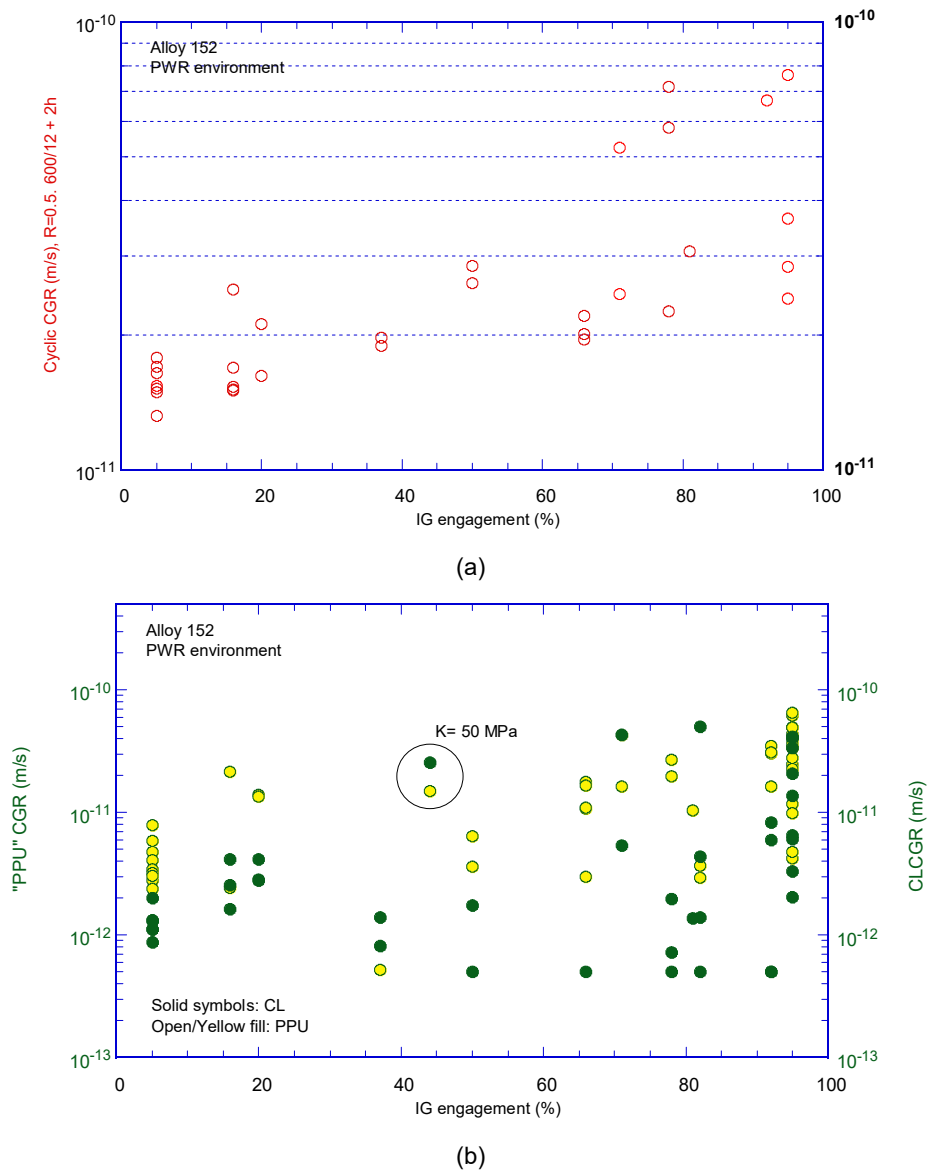 10^-10
10^-10
Alloy 152
PWR environment
Cyclic CGR (m/s), R=0.5. 600/12 + 2h
10^-11
10^-11
0 20 40 60 80 100
IG engagement (%)
(a)
Alloy 152
PWR environment
10^-10
10^-10
K= 50 MPa
"PPU" CGR (m/s)
CLCGR (m/s)
10^-11
10^-11
10^-12
10^-12
Solid symbols: CL
Open/Yellow fill: PPU
10^-13
10^-13
0 20 40 60 80 100
IG engagement (%)
(b)